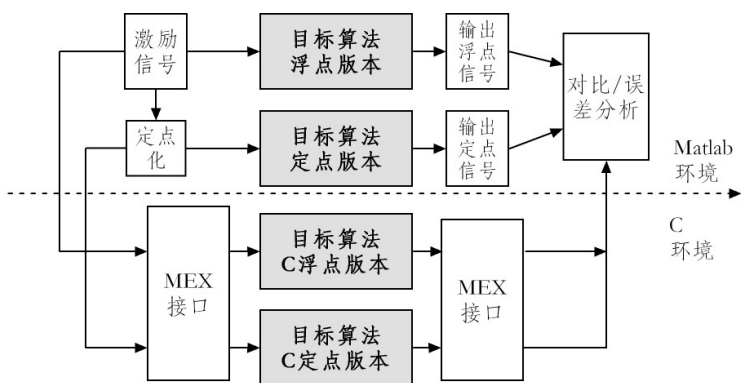 激励
信号
目标算法
浮点版本
输出
浮点
信号
对比/误
差分析
定点
化
目标算法
定点版本
输出
定点
信号
Matlab
环境
C
环境
MEX
接口
目标算法
C浮点版本
MEX
接口
目标算法
C定点版本